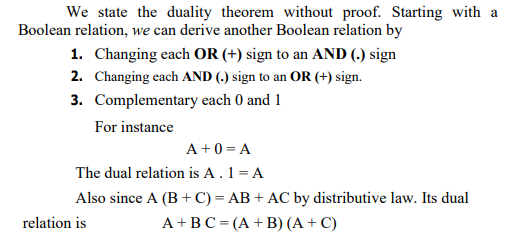 We state the duality theorem without proof. Starting with a
Boolean relation, we can derive another Boolean relation by
1. Changing each OR (+) sign to an AND (.) sign
2. Changing each AND (.) sign to an OR (+) sign.
3. Complementary each 0 and 1
For instance
A + 0 = A
The dual relation is A . 1 = A
Also since A (B + C) = AB + AC by distributive law. Its dual
relation is A + B C = (A + B) (A + C)